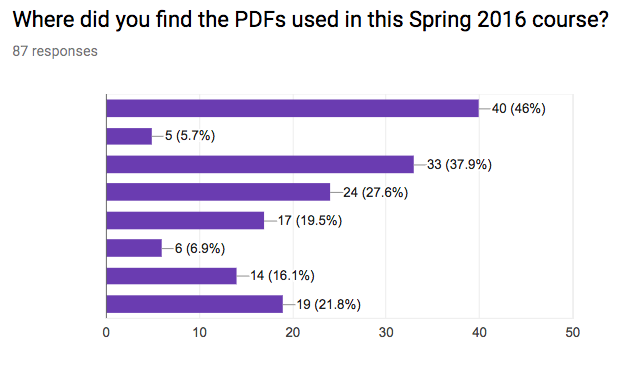 Where did you find the PDFs used in this Spring 2016 course?
87 responses
40 (46%)
5 (5.7%)
33 (37.9%)
24 (27.6%)
17 (19.5%)
6 (6.9%)
14 (16.1%)
19 (21.8%)
0 10 20 30 40 50